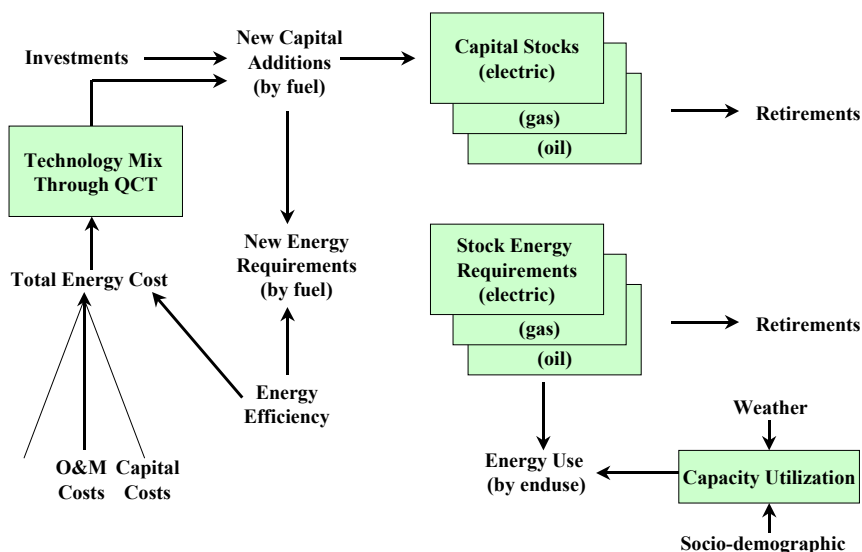 Investments
New Capital
Additions
(by fuel)
Capital Stocks
(electric)
(gas)
(oil)
Retirements
Technology Mix
Through QCT
New Energy
Requirements
(by fuel)
Stock Energy
Requirements
(electric)
(gas)
(oil)
Retirements
Total Energy Cost
Energy
Efficiency
O&M
Costs
Capital
Costs
Energy Use
(by enduse)
Weather
Capacity Utilization
Socio-demographic